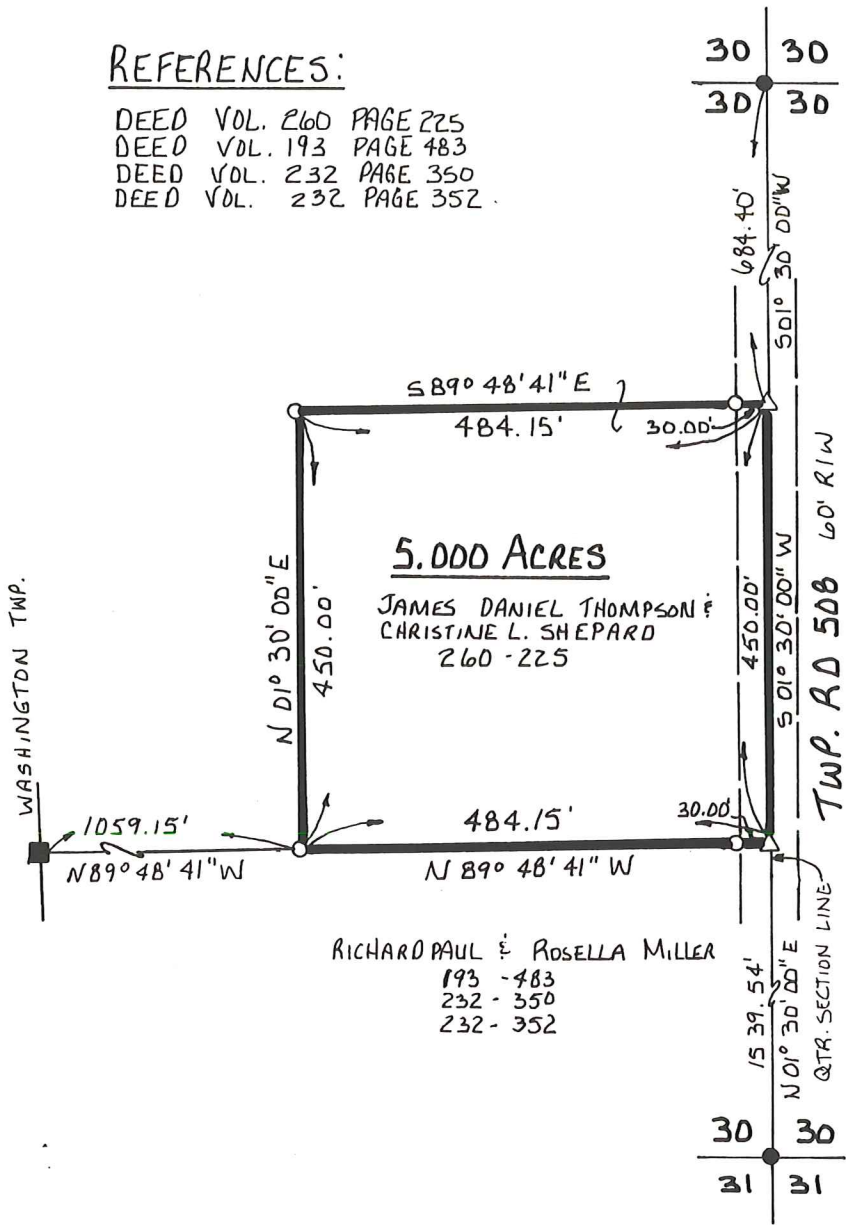 REFERENCES:
DEED VOL. 260 PAGE 225
DEED VOL. 193 PAGE 483
DEED VOL. 232 PAGE 350
DEED VOL. 232 PAGE 352.
30 30
30 30
684.40'
S01° 30' 00" W
S 89° 48' 41" E
484.15'
30.00'
N 01° 30' 00" E
450.00'
5.000 ACRES
JAMES DANIEL THOMPSON &
CHRISTINE L. SHEPARD
260 - 225
450.00'
S 01° 30' 00" W
TWP. RD 508 60' R/W
WASHINGTON TWP.
1059.15'
N 89° 48' 41" W
484.15'
30.00'
N 89° 48' 41" W
RICHARD PAUL & ROSELLA MILLER
193 - 483
232 - 350
232 - 352
1539.54'
N 01° 30' 00" E
QTR. SECTION LINE
30 30
31 31